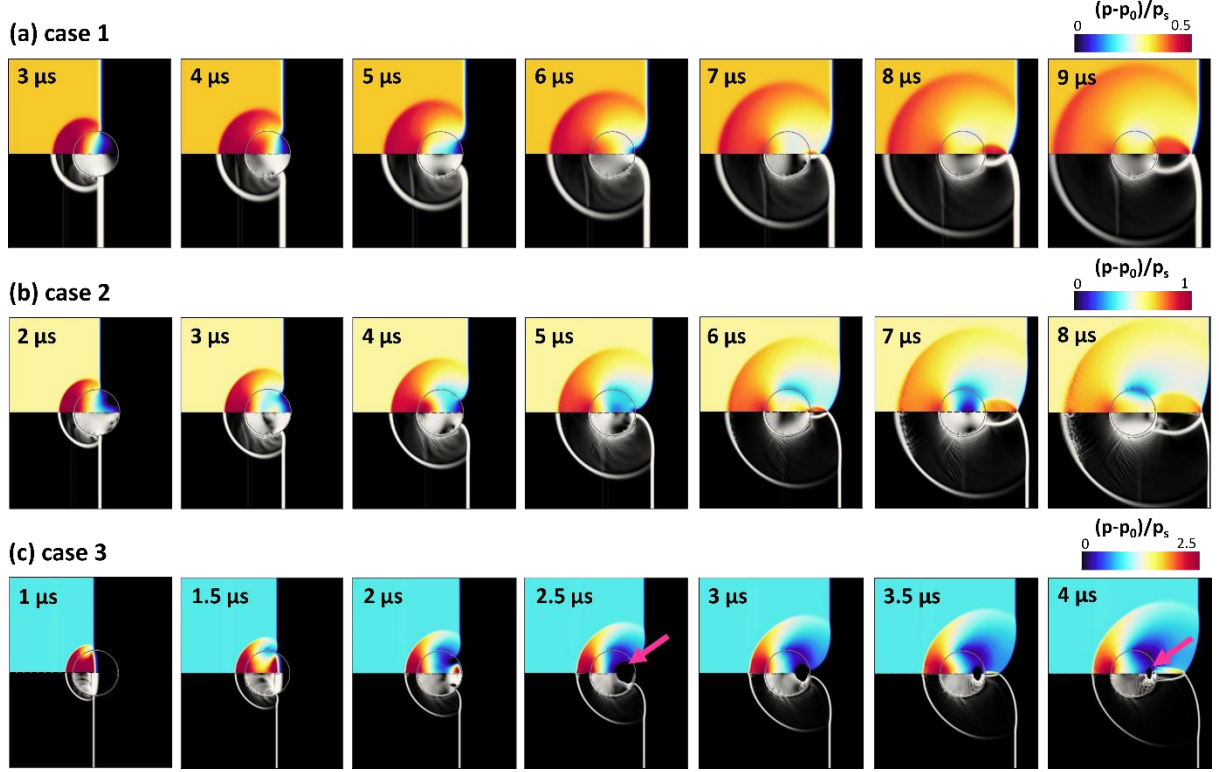 (p-p₀)/pₛ
(a) case 1
0 0.5
3 μs 4 μs 5 μs 6 μs 7 μs 8 μs 9 μs
(p-p₀)/pₛ
(b) case 2
0 1
2 μs 3 μs 4 μs 5 μs 6 μs 7 μs 8 μs
(p-p₀)/pₛ
(c) case 3
0 2.5
1 μs 1.5 μs 2 μs 2.5 μs 3 μs 3.5 μs 4 μs